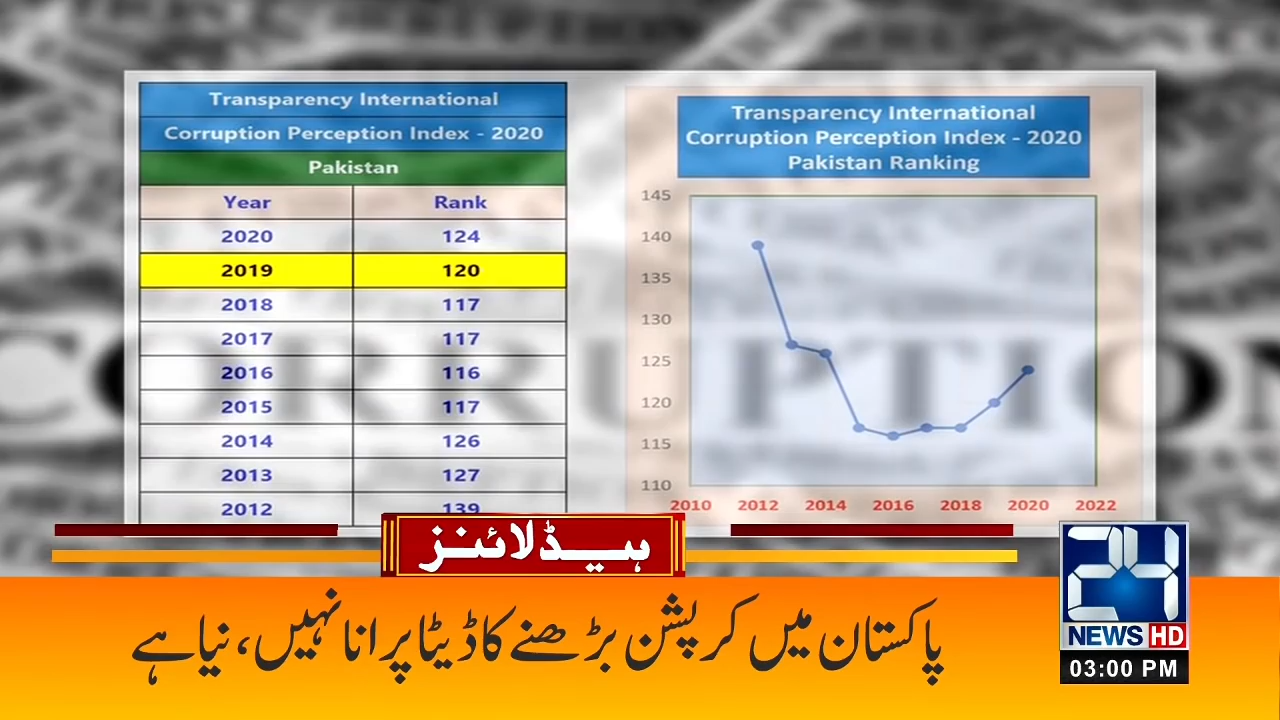 Transparency International
Corruption Perception Index - 2020
Pakistan
Year Rank
2020 124
2019 120
2018 117
2017 117
2016 116
2015 117
2014 126
2013 127
2012 139
Transparency International
Corruption Perception Index - 2020
Pakistan Ranking
145
140
135
130
125
120
115
110
2010 2012 2014 2016 2018 2020 2022
CORRUPTION
ہیڈلائنز
پاکستان میں کرپشن بڑھنے کا ڈیٹا پرانا نہیں، نیا ہے
24
NEWS HD
03:00 PM